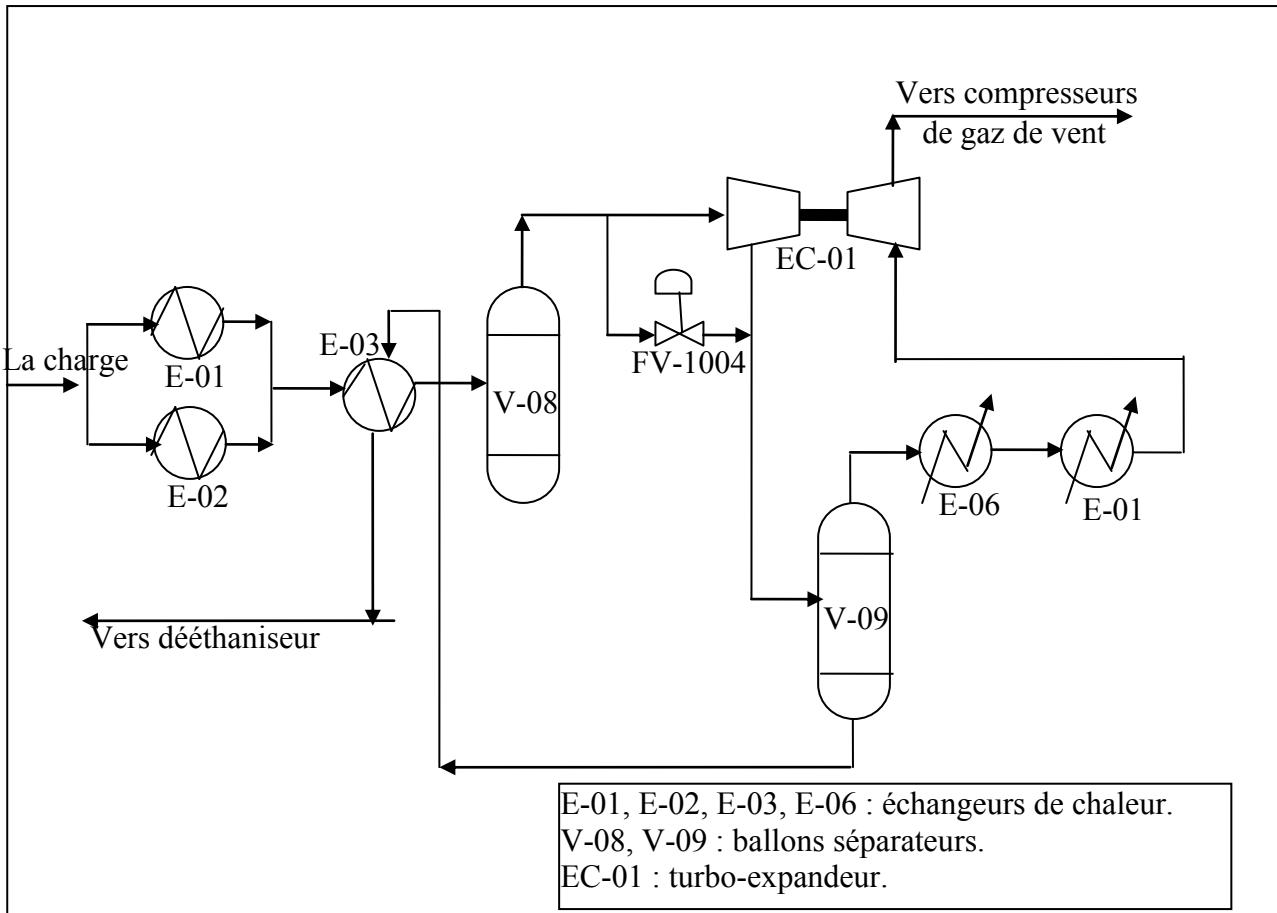 Vers compresseurs
de gaz de vent
EC-01
E-03
La charge
E-01
FV-1004
V-08
E-02
E-06
E-01
V-09
Vers dééthaniseur
E-01, E-02, E-03, E-06 : échangeurs de chaleur.
V-08, V-09 : ballons séparateurs.
EC-01 : turbo-expandeur.